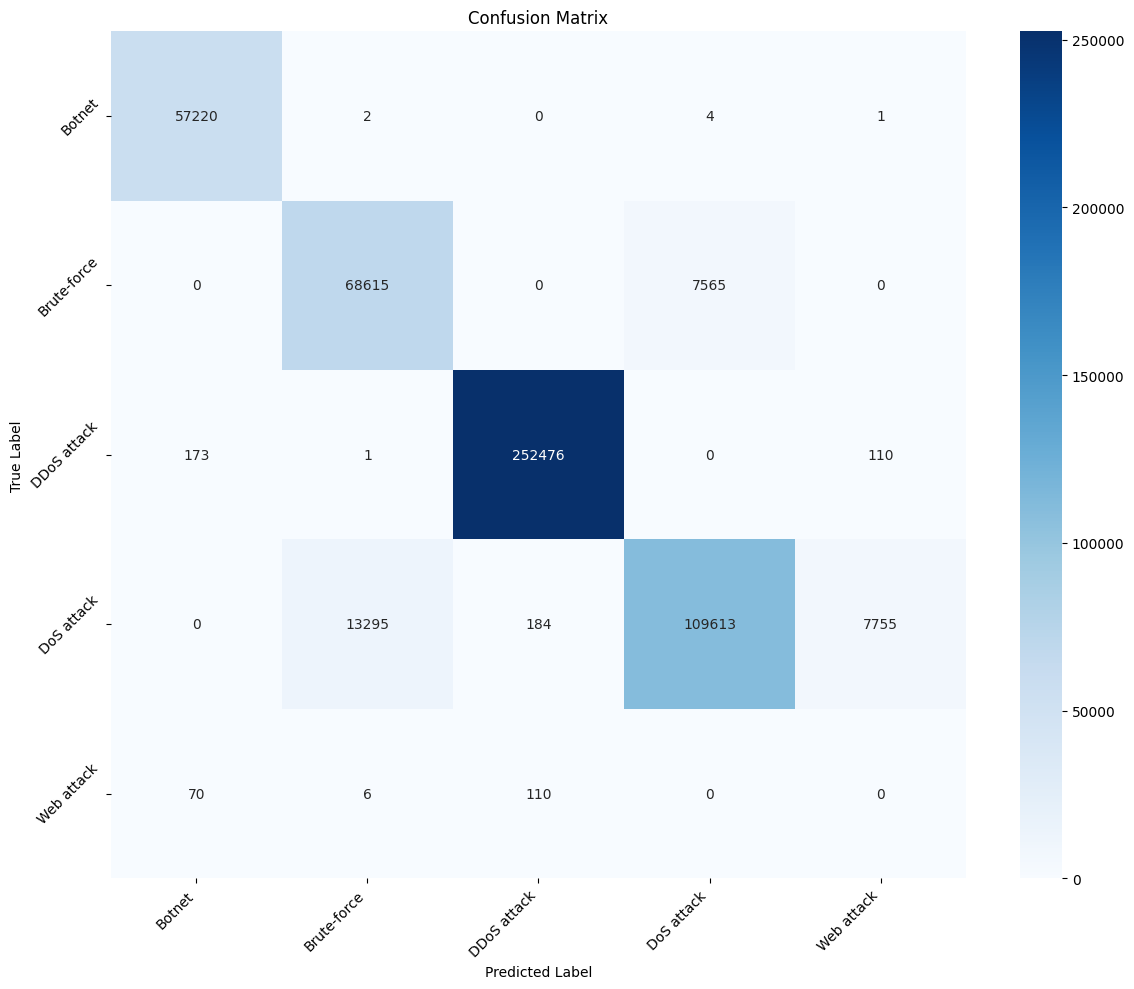 Confusion Matrix
Botnet
57220 2 0 4 1
Brute-force
0 68615 0 7565 0
DDoS attack
173 1 252476 0 110
DoS attack
0 13295 184 109613 7755
Web attack
70 6 110 0 0
True Label
Botnet
Brute-force
DDoS attack
DoS attack
Web attack
Predicted Label
250000
200000
150000
100000
50000
0